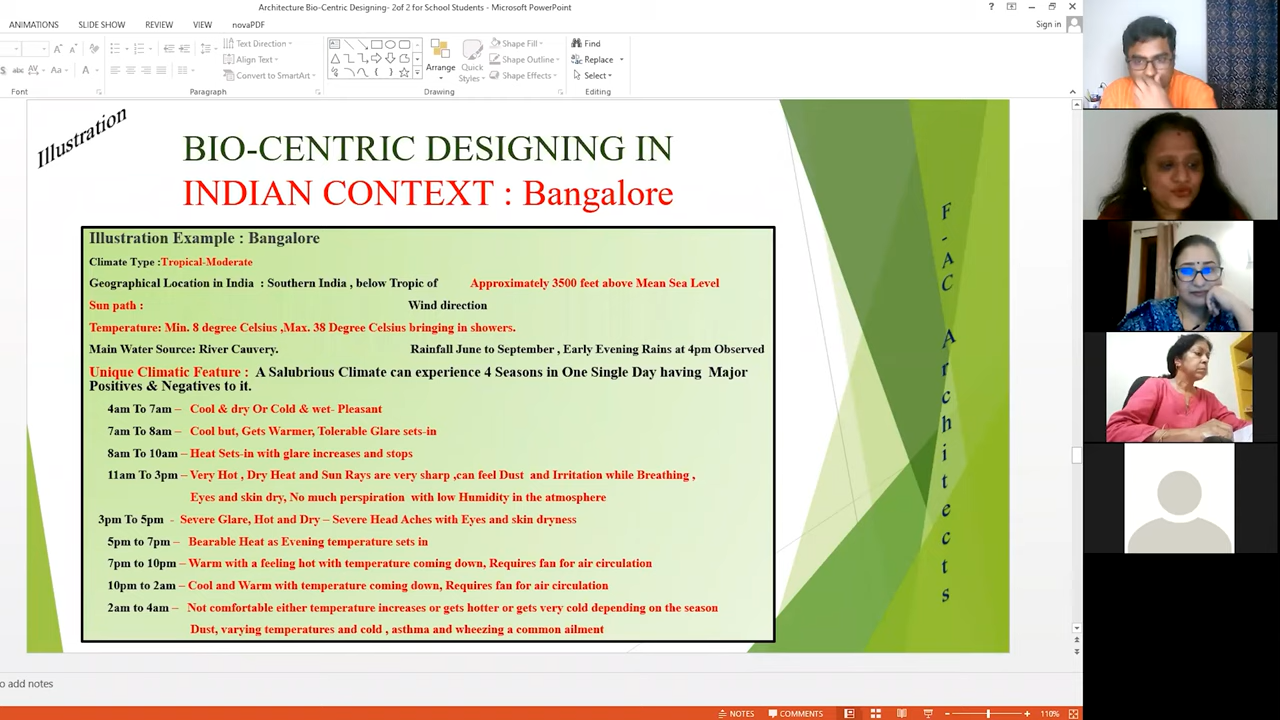 Architecture Bio-Centric Designing- 2of 2 for School Students - Microsoft PowerPoint
ANIMATIONS SLIDE SHOW REVIEW VIEW novaPDF
Sign in
Text Direction
Align Text
Convert to SmartArt
Arrange
Quick Styles
Shape Fill
Shape Outline
Shape Effects
Find
Replace
Select
Font Paragraph Drawing Editing
Illustration
BIO-CENTRIC DESIGNING IN
INDIAN CONTEXT : Bangalore
Illustration Example : Bangalore
Climate Type :Tropical-Moderate
Geographical Location in India : Southern India , below Tropic of Approximately 3500 feet above Mean Sea Level
Sun path : Wind direction
Temperature: Min. 8 degree Celsius ,Max. 38 Degree Celsius bringing in showers.
Main Water Source: River Cauvery. Rainfall June to September , Early Evening Rains at 4pm Observed
Unique Climatic Feature : A Salubrious Climate can experience 4 Seasons in One Single Day having Major
Positives & Negatives to it.
4am To 7am – Cool & dry Or Cold & wet- Pleasant
7am To 8am – Cool but, Gets Warmer, Tolerable Glare sets-in
8am To 10am – Heat Sets-in with glare increases and stops
11am To 3pm – Very Hot , Dry Heat and Sun Rays are very sharp ,can feel Dust and Irritation while Breathing ,
Eyes and skin dry, No much perspiration with low Humidity in the atmosphere
3pm To 5pm - Severe Glare, Hot and Dry – Severe Head Aches with Eyes and skin dryness
5pm to 7pm – Bearable Heat as Evening temperature sets in
7pm to 10pm – Warm with a feeling hot with temperature coming down, Requires fan for air circulation
10pm to 2am – Cool and Warm with temperature coming down, Requires fan for air circulation
2am to 4am – Not comfortable either temperature increases or gets hotter or gets very cold depending on the season
Dust, varying temperatures and cold , asthma and wheezing a common ailment
F-AC Architects
o add notes
NOTES COMMENTS 110%